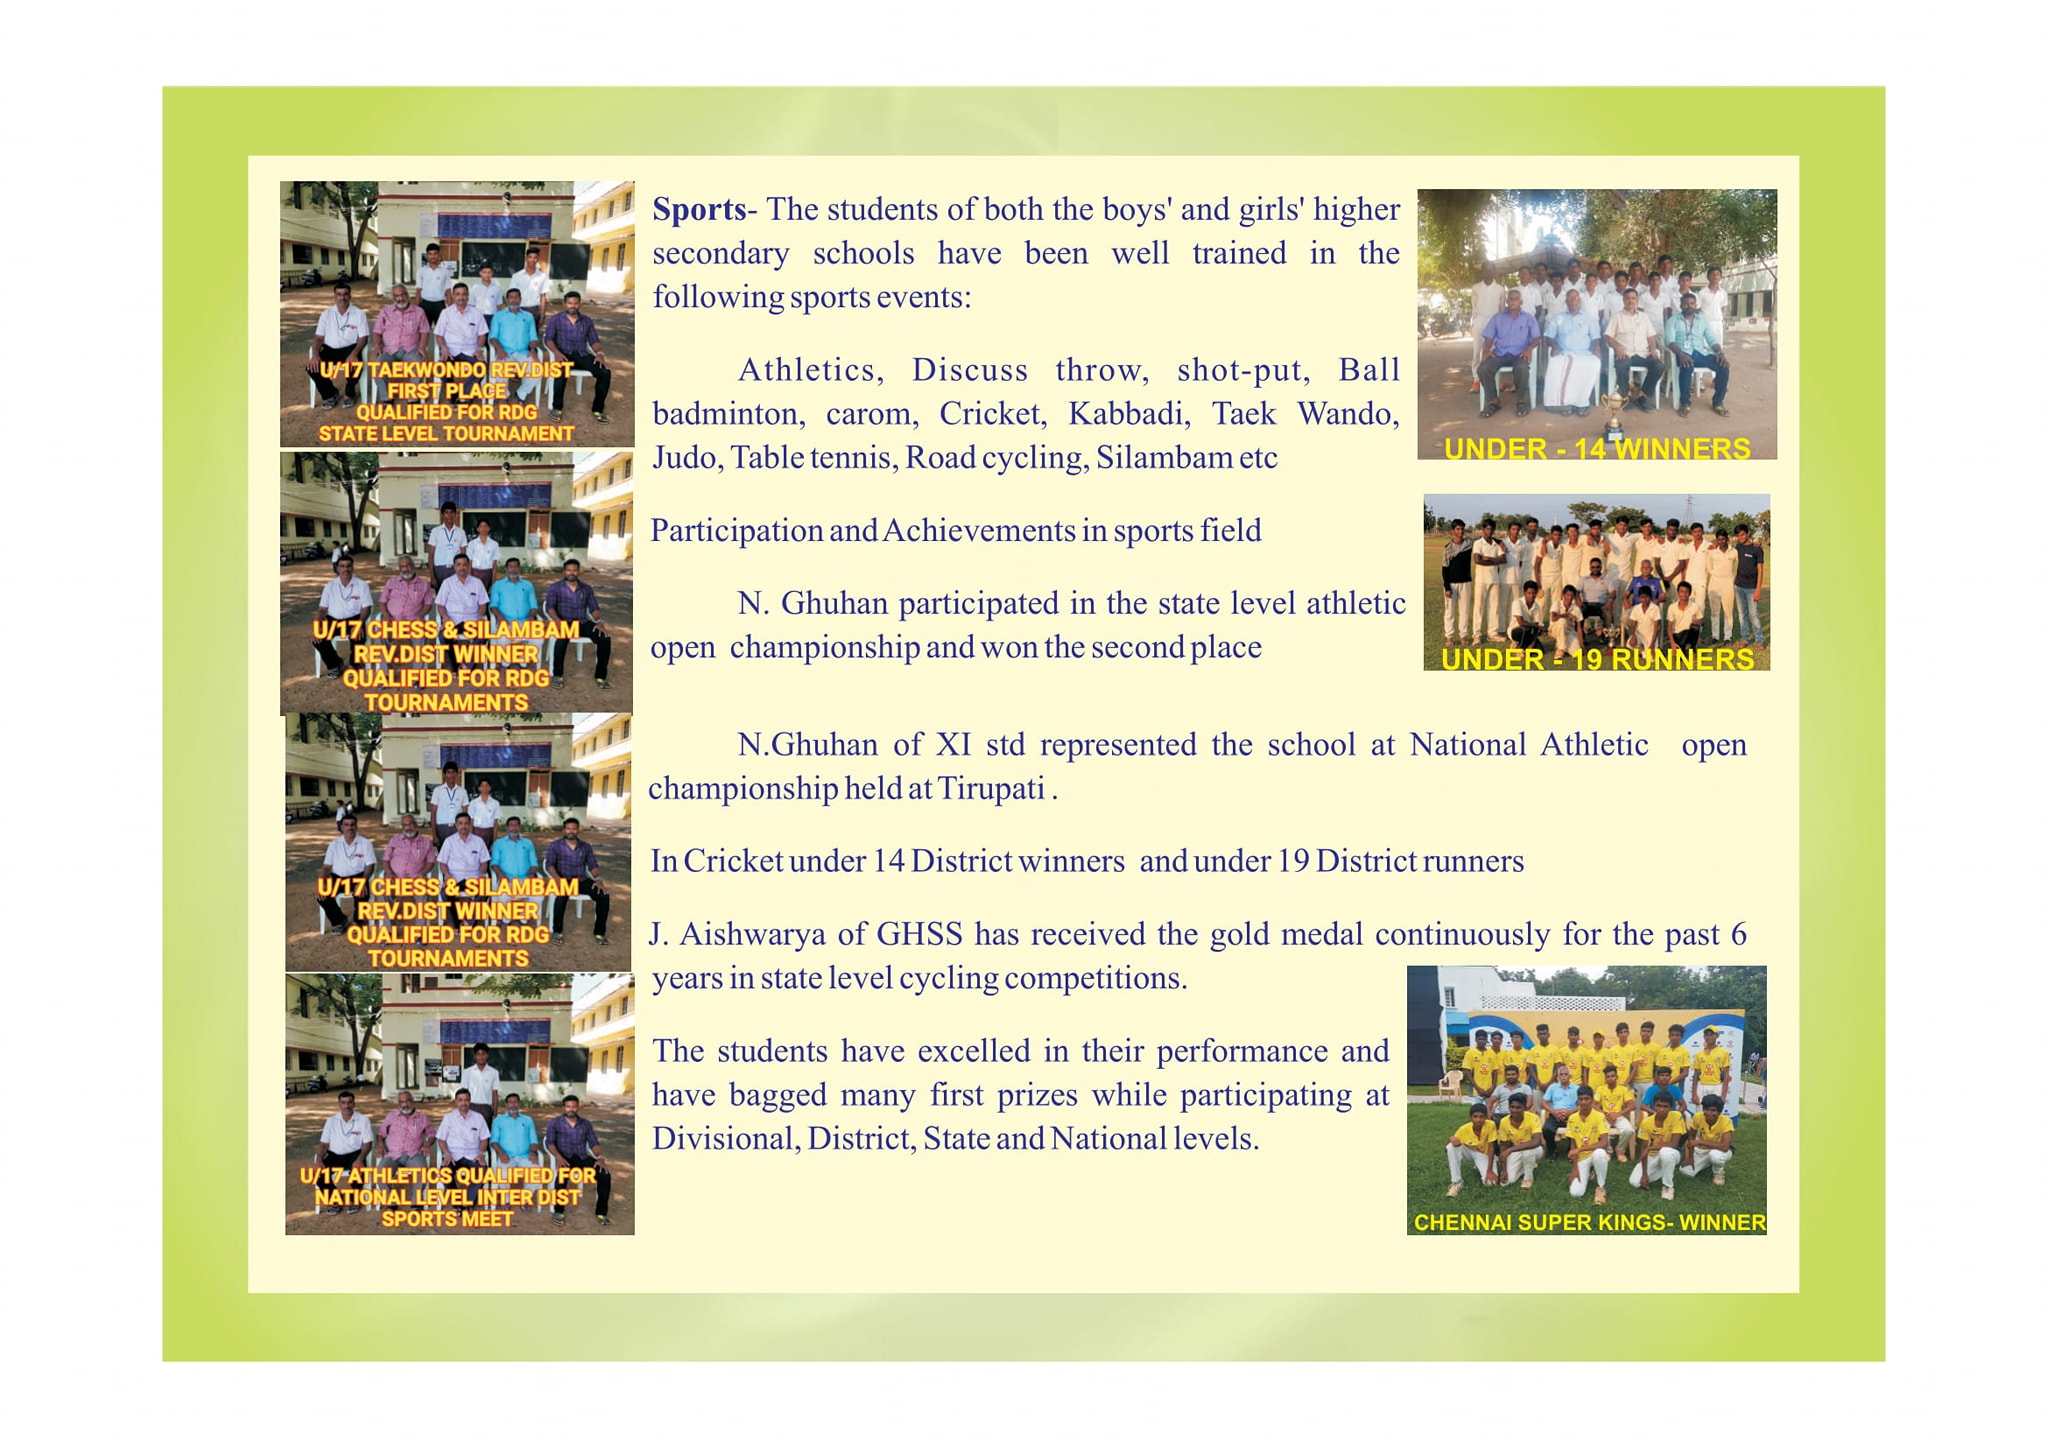 Sports- The students of both the boys' and girls' higher
secondary schools have been well trained in the
following sports events:
Athletics, Discuss throw, shot-put, Ball
badminton, carom, Cricket, Kabbadi, Taek Wando,
Judo, Table tennis, Road cycling, Silambam etc
Participation and Achievements in sports field
N. Ghuhan participated in the state level athletic
open championship and won the second place
N.Ghuhan of XI std represented the school at National Athletic open
championship held at Tirupati .
In Cricket under 14 District winners and under 19 District runners
J. Aishwarya of GHSS has received the gold medal continuously for the past 6
years in state level cycling competitions.
The students have excelled in their performance and
have bagged many first prizes while participating at
Divisional, District, State and National levels.
U/17 TAEKWONDO REV.DIST
FIRST PLACE
QUALIFIED FOR RDG
STATE LEVEL TOURNAMENT
U/17 CHESS & SILAMBAM
REV.DIST WINNER
QUALIFIED FOR RDG
TOURNAMENTS
U/17 CHESS & SILAMBAM
REV.DIST WINNER
QUALIFIED FOR RDG
TOURNAMENTS
U/17 ATHLETICS QUALIFIED FOR
NATIONAL LEVEL INTER DIST
SPORTS MEET
UNDER - 14 WINNERS
UNDER - 19 RUNNERS
CHENNAI SUPER KINGS- WINNER